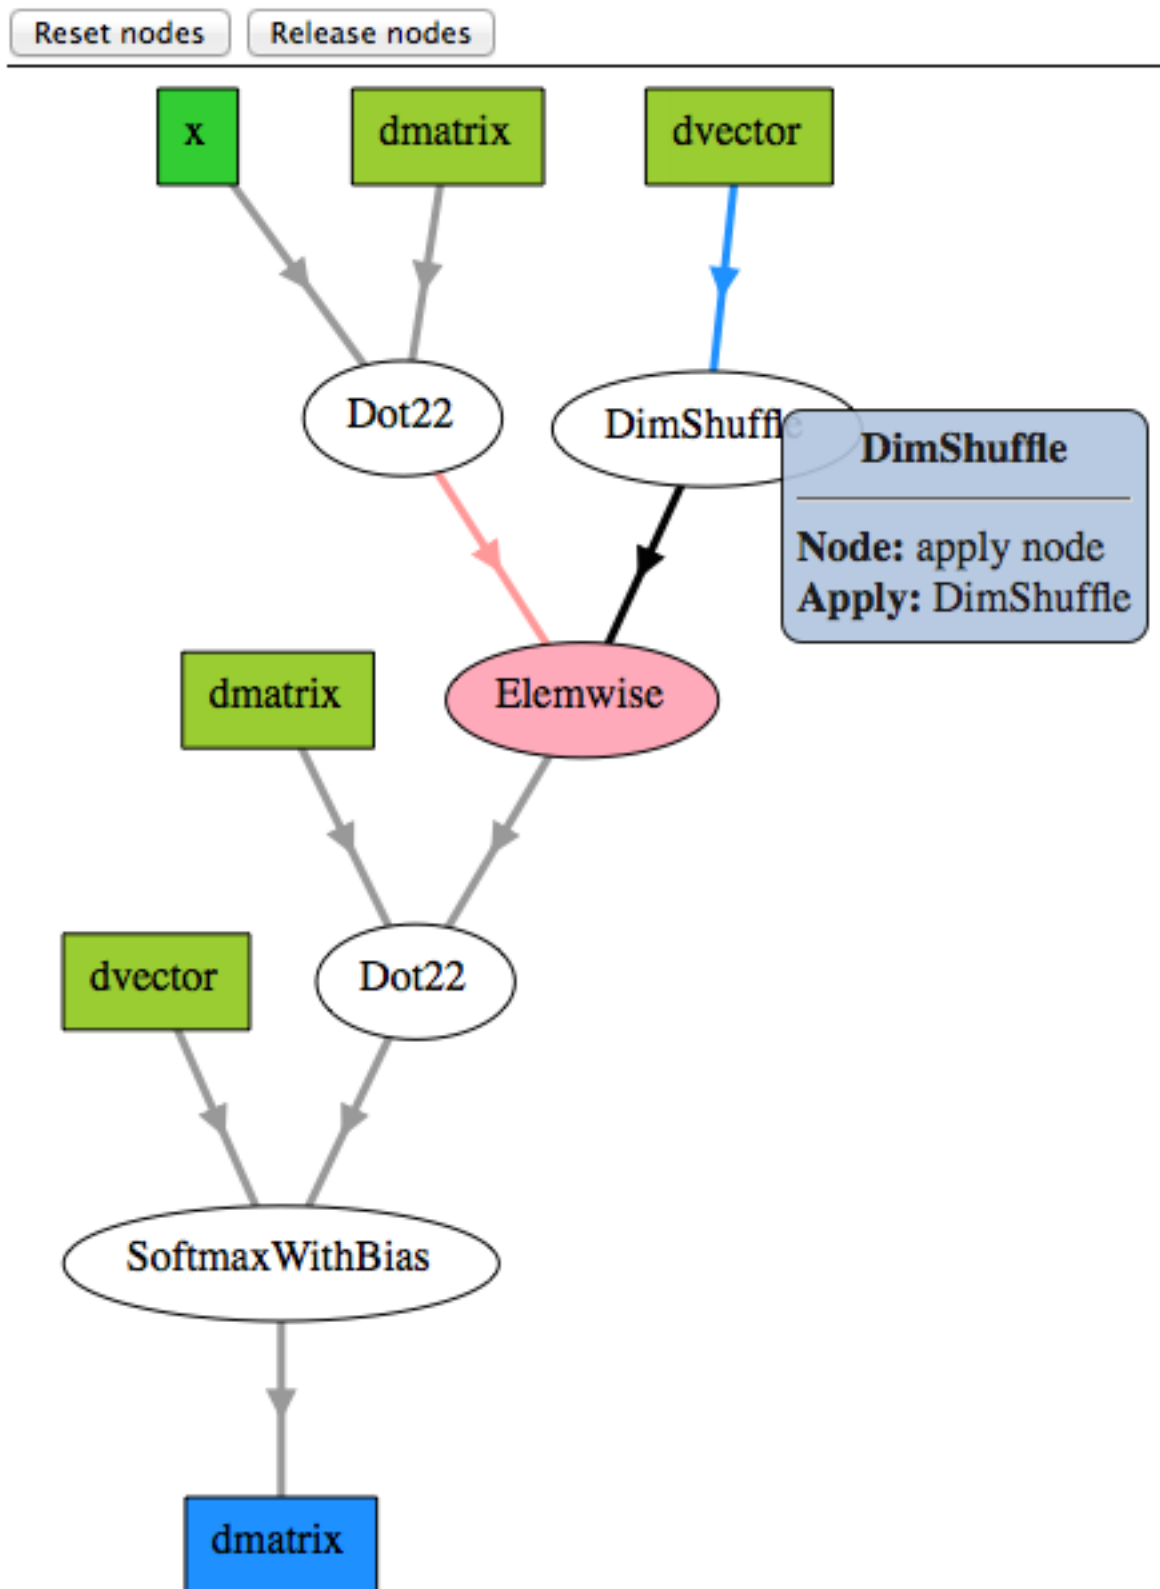 Reset nodes Release nodes
x dmatrix dvector
Dot22 DimShuffle
DimShuffle
Node: apply node
Apply: DimShuffle
dmatrix Elemwise
dvector Dot22
SoftmaxWithBias
dmatrix